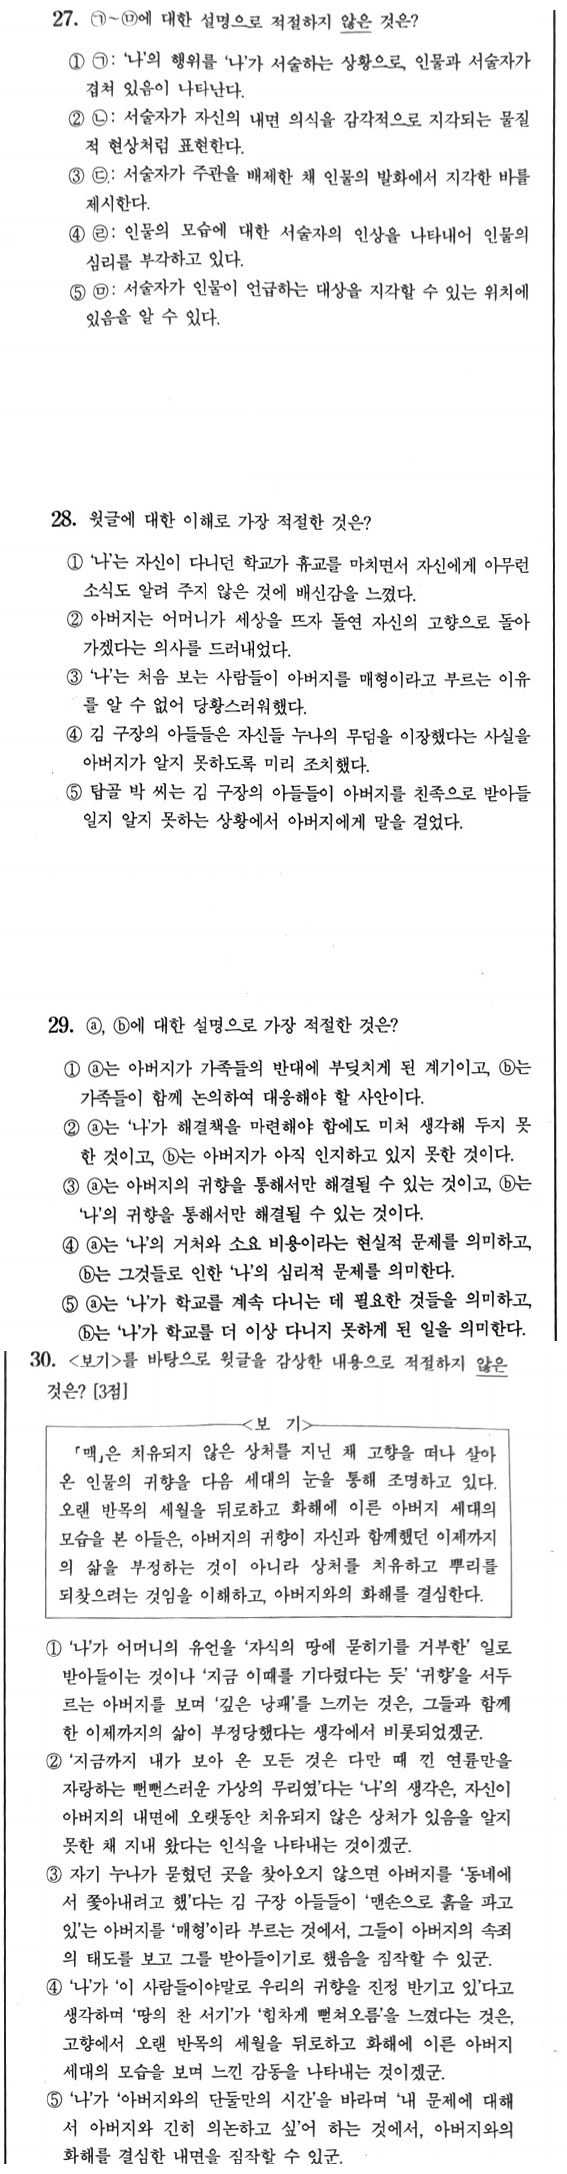 27. ㉠~㉤에 대한 설명으로 적절하지 않은 것은?
① ㉠: '나'의 행위를 '나'가 서술하는 상황으로, 인물과 서술자가
겹쳐 있음이 나타난다.
② ㉡: 서술자가 자신의 내면 의식을 감각적으로 지각되는 물질
적 현상처럼 표현한다.
③ ㉢: 서술자가 주관을 배제한 채 인물의 발화에서 지각한 바를
제시한다.
④ ㉣: 인물의 모습에 대한 서술자의 인상을 나타내어 인물의
심리를 부각하고 있다.
⑤ ㉤: 서술자가 인물이 언급하는 대상을 지각할 수 있는 위치에
있음을 알 수 있다.
28. 윗글에 대한 이해로 가장 적절한 것은?
① '나'는 자신이 다니던 학교가 휴교를 마치면서 자신에게 아무런
소식도 알려 주지 않은 것에 배신감을 느꼈다.
② 아버지는 어머니가 세상을 뜨자 돌연 자신의 고향으로 돌아
가겠다는 의사를 드러내었다.
③ '나'는 처음 보는 사람들이 아버지를 매형이라고 부르는 이유
를 알 수 없어 당황스러워했다.
④ 김 구장의 아들들은 자신들 누나의 무덤을 이장했다는 사실을
아버지가 알지 못하도록 미리 조치했다.
⑤ 탑골 박 씨는 김 구장의 아들들이 아버지를 친족으로 받아들
일지 알지 못하는 상황에서 아버지에게 말을 걸었다.
29. ⓐ, ⓑ에 대한 설명으로 가장 적절한 것은?
① ⓐ는 아버지가 가족들의 반대에 부딪치게 된 계기이고, ⓑ는
가족들이 함께 논의하여 대응해야 할 사안이다.
② ⓐ는 '나'가 해결책을 마련해야 함에도 미처 생각해 두지 못
한 것이고, ⓑ는 아버지가 아직 인지하고 있지 못한 것이다.
③ ⓐ는 아버지의 귀향을 통해서만 해결될 수 있는 것이고, ⓑ는
'나'의 귀향을 통해서만 해결될 수 있는 것이다.
④ ⓐ는 '나'의 거처와 소요 비용이라는 현실적 문제를 의미하고,
ⓑ는 그것들로 인한 '나'의 심리적 문제를 의미한다.
⑤ ⓐ는 '나'가 학교를 계속 다니는 데 필요한 것들을 의미하고,
ⓑ는 '나'가 학교를 더 이상 다니지 못하게 된 일을 의미한다.
30. <보기>를 바탕으로 윗글을 감상한 내용으로 적절하지 않은
것은? [3점]
<보 기>
「맥」은 치유되지 않은 상처를 지닌 채 고향을 떠나 살아
온 인물의 귀향을 다음 세대의 눈을 통해 조명하고 있다.
오랜 반목의 세월을 뒤로하고 화해에 이른 아버지 세대의
모습을 본 아들은, 아버지의 귀향이 자신과 함께했던 이제까지
의 삶을 부정하는 것이 아니라 상처를 치유하고 뿌리를
되찾으려는 것임을 이해하고, 아버지와의 화해를 결심한다.
① '나'가 어머니의 유언을 '자식의 땅에 묻히기를 거부한' 일로
받아들이는 것이나 '지금 이때를 기다렸다는 듯' '귀향'을 서두
르는 아버지를 보며 '깊은 낭패'를 느끼는 것은, 그들과 함께
한 이제까지의 삶이 부정당했다는 생각에서 비롯되었겠군.
② '지금까지 내가 보아 온 모든 것은 다만 때 낀 연륜만을
자랑하는 뻔뻔스러운 가상의 무리였'다는 '나'의 생각은, 자신이
아버지의 내면에 오랫동안 치유되지 않은 상처가 있음을 알지
못한 채 지내 왔다는 인식을 나타내는 것이겠군.
③ 자기 누나가 묻혔던 곳을 찾아오지 않으면 아버지를 '동네에
서 쫓아내려고 했'다는 김 구장 아들들이 '맨손으로 흙을 파고
있'는 아버지를 '매형'이라 부르는 것에서, 그들이 아버지의 속죄
의 태도를 보고 그를 받아들이기로 했음을 짐작할 수 있군.
④ '나'가 '이 사람들이야말로 우리의 귀향을 진정 반기고 있'다고
생각하며 '땅의 찬 서기'가 '힘차게 뻗쳐오름'을 느꼈다는 것은,
고향에서 오랜 반목의 세월을 뒤로하고 화해에 이른 아버지
세대의 모습을 보며 느낀 감동을 나타내는 것이겠군.
⑤ '나'가 '아버지와의 단둘만의 시간'을 바라며 '내 문제에 대해
서 아버지와 긴히 의논하고 싶'어 하는 것에서, 아버지와의
화해를 결심한 내면을 짐작할 수 있군.